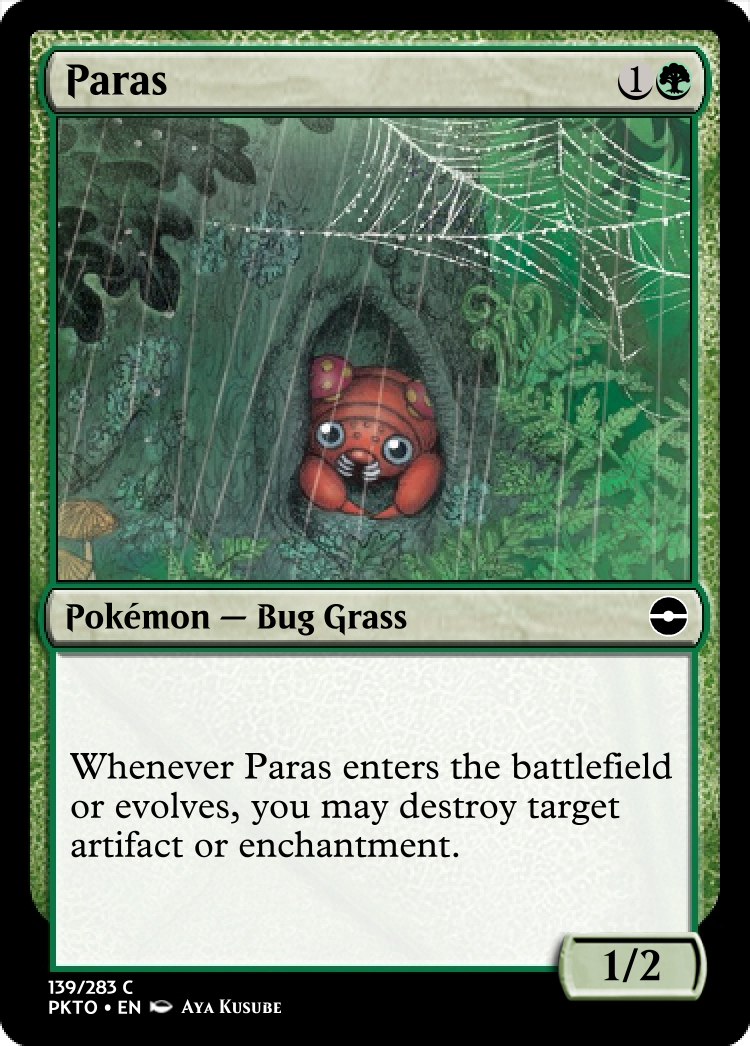 Paras
1
Pokémon — Bug Grass
Whenever Paras enters the battlefield
or evolves, you may destroy target
artifact or enchantment.
1/2
139/283 C
PKTO • EN Aya Kusube